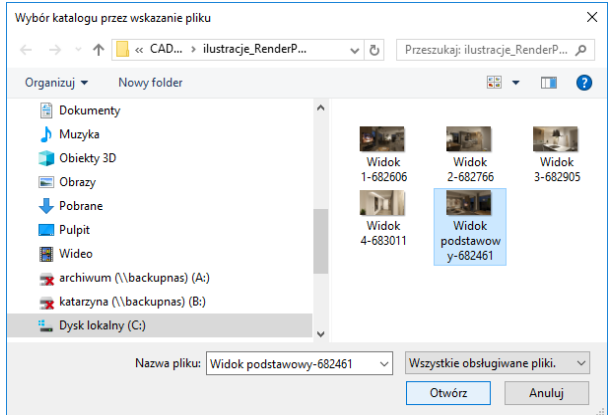 Wybór katalogu przez wskazanie pliku
« CAD... › ilustracje_RenderP...
Przeszukaj: ilustracje_RenderP...
Organizuj
Nowy folder
Dokumenty
Muzyka
Obiekty 3D
Obrazy
Pobrane
Pulpit
Wideo
archiwum (\\backupnas) (A:)
katarzyna (\\backupnas) (B:)
Dysk lokalny (C:)
Widok
1-682606
Widok
2-682766
Widok
3-682905
Widok
4-683011
Widok
podstawow
y-682461
Nazwa pliku:
Widok podstawowy-682461
Wszystkie obsługiwane pliki.
Otwórz
Anuluj